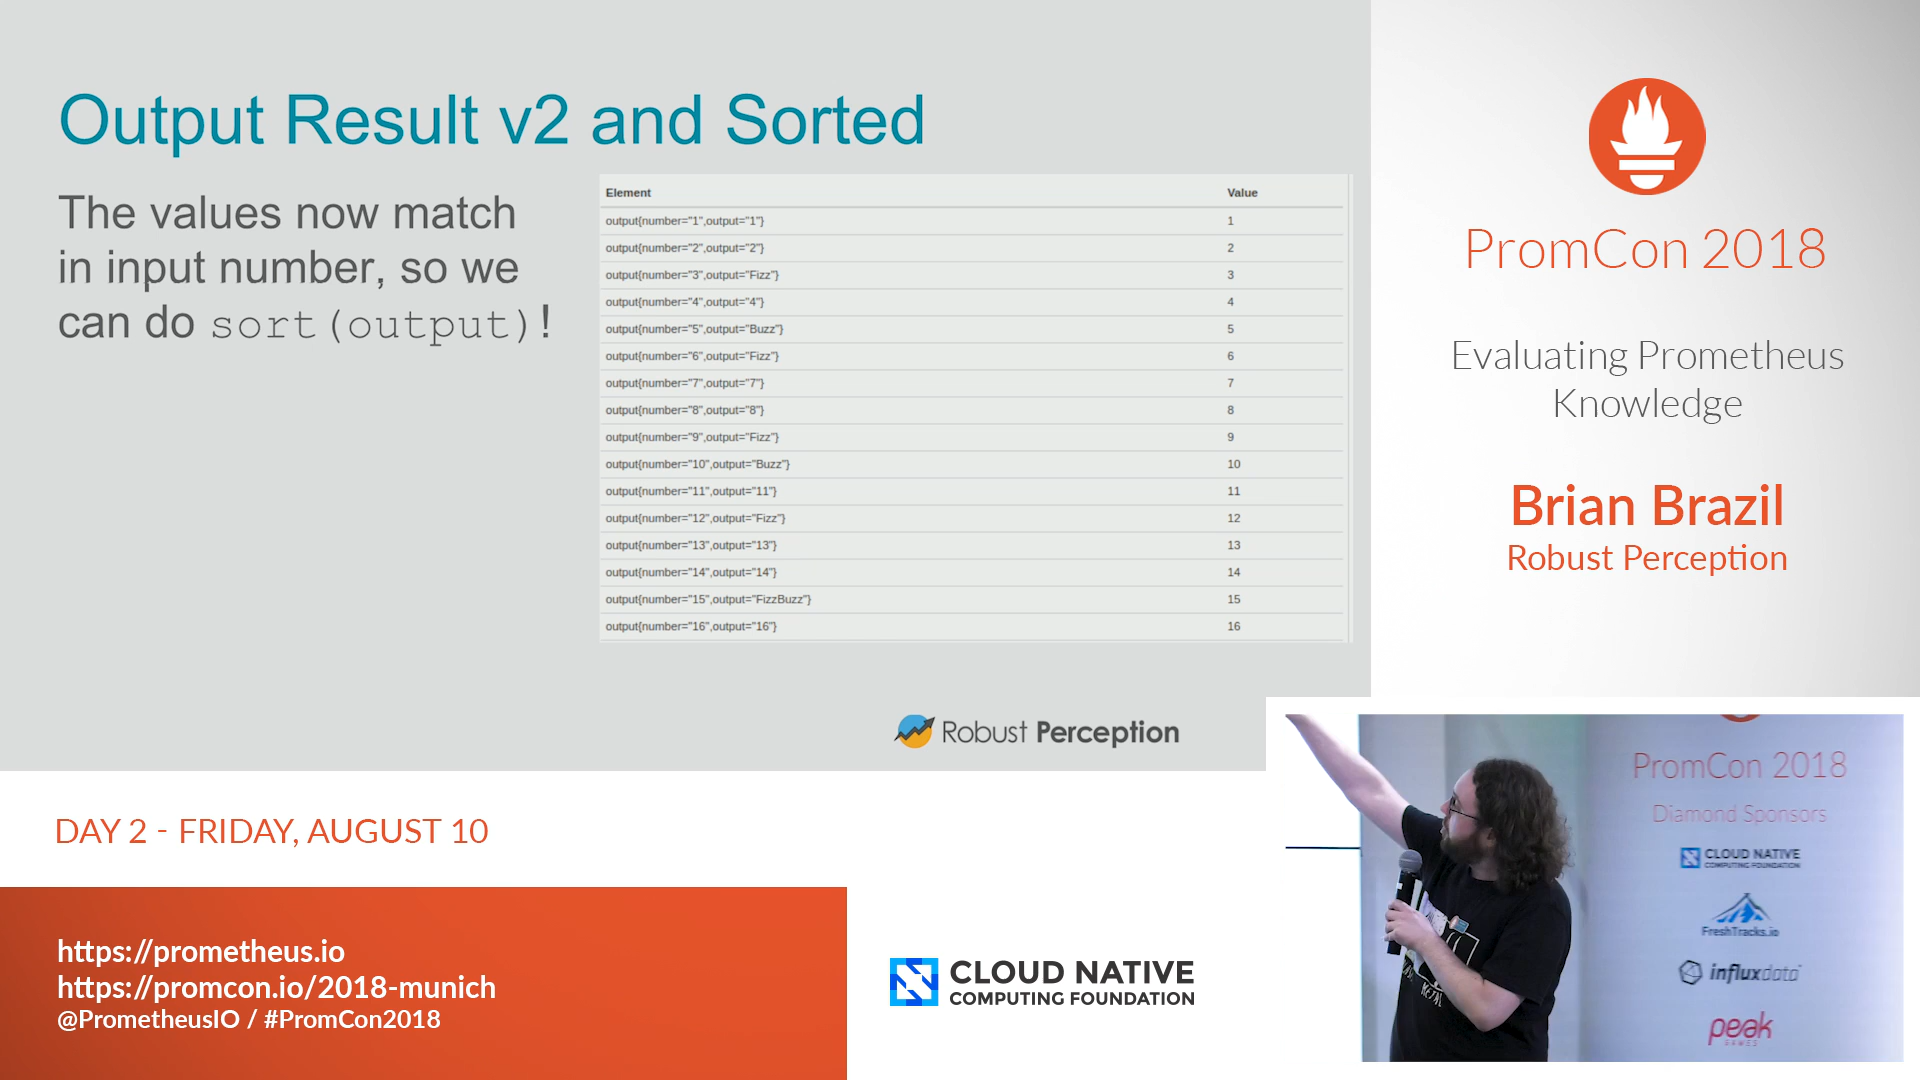 Output Result v2 and Sorted
The values now match
in input number, so we
can do sort(output)!
Element Value
output{number="1",output="1"} 1
output{number="2",output="2"} 2
output{number="3",output="Fizz"} 3
output{number="4",output="4"} 4
output{number="5",output="Buzz"} 5
output{number="6",output="Fizz"} 6
output{number="7",output="7"} 7
output{number="8",output="8"} 8
output{number="9",output="Fizz"} 9
output{number="10",output="Buzz"} 10
output{number="11",output="11"} 11
output{number="12",output="Fizz"} 12
output{number="13",output="13"} 13
output{number="14",output="14"} 14
output{number="15",output="FizzBuzz"} 15
output{number="16",output="16"} 16
Robust Perception
PromCon 2018
Evaluating Prometheus
Knowledge
Brian Brazil
Robust Perception
DAY 2 - FRIDAY, AUGUST 10
https://prometheus.io
https://promcon.io/2018-munich
@PrometheusIO / #PromCon2018
CLOUD NATIVE
COMPUTING FOUNDATION
PromCon 2018
Diamond Sponsors
CLOUD NATIVE
COMPUTING FOUNDATION
FreshTracks.io
influxdata
peak
GAMES